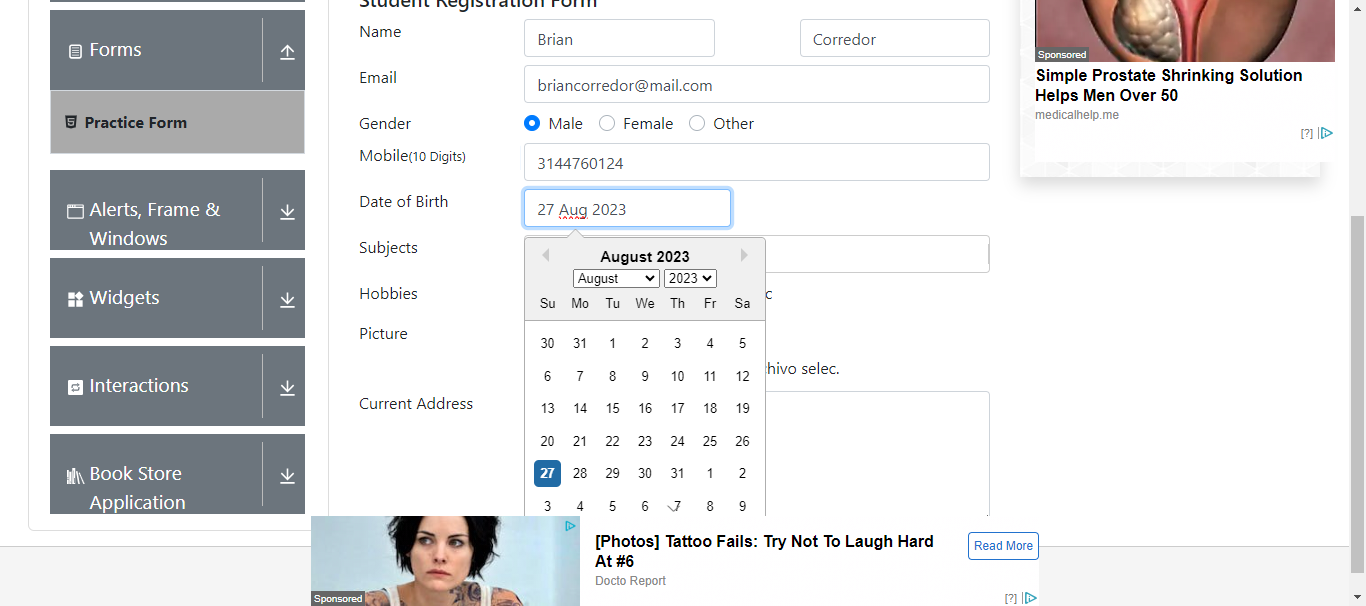 Student Registration Form
Forms
Practice Form
Alerts, Frame &
Windows
Widgets
Interactions
Book Store
Application
Name
Brian
Corredor
Email
briancorredor@mail.com
Gender
Male Female Other
Mobile(10 Digits)
3144760124
Date of Birth
27 Aug 2023
Subjects
August 2023
August 2023
Su Mo Tu We Th Fr Sa
30 31 1 2 3 4 5
6 7 8 9 10 11 12
13 14 15 16 17 18 19
20 21 22 23 24 25 26
27 28 29 30 31 1 2
3 4 5 6 7 8 9
Hobbies
c
Picture
hivo selec.
Current Address
Sponsored
Simple Prostate Shrinking Solution
Helps Men Over 50
medicalhelp.me
[?]
Sponsored
[Photos] Tattoo Fails: Try Not To Laugh Hard
At #6
Docto Report
Read More
[?]